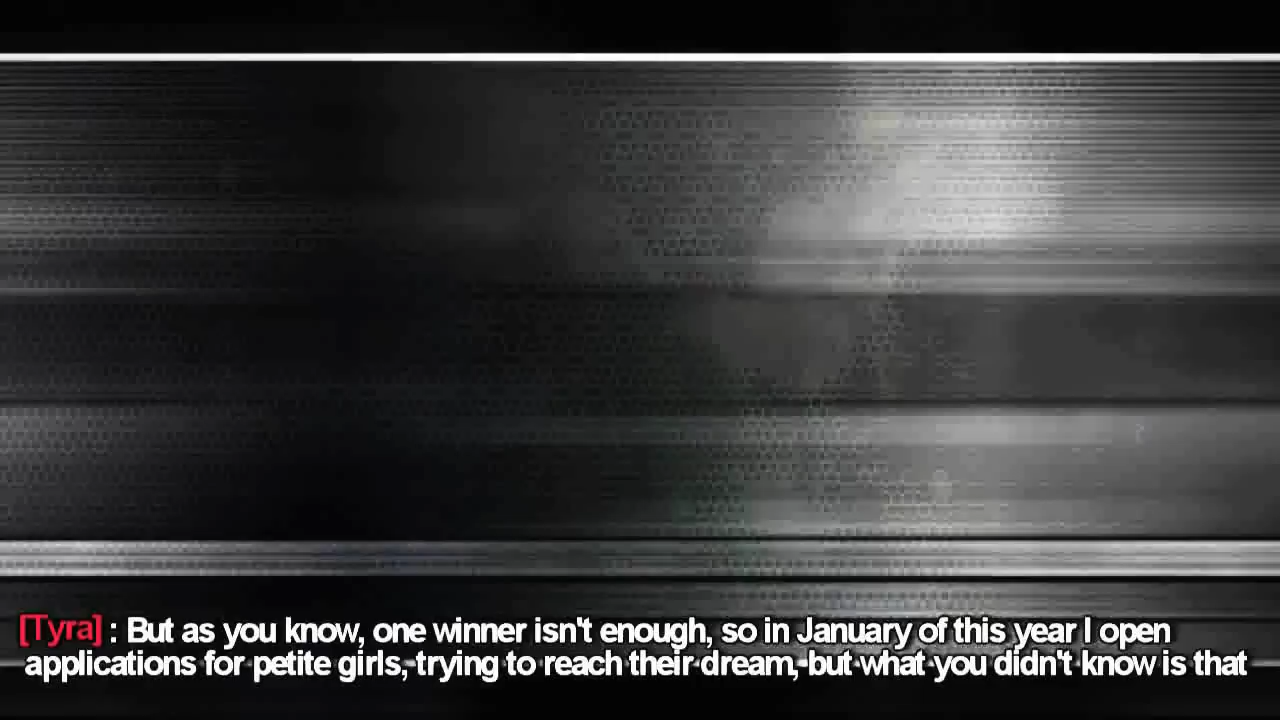 [Tyra] : But as you know, one winner isn't enough, so in January of this year I open
applications for petite girls, trying to reach their dream, but what you didn't know is that